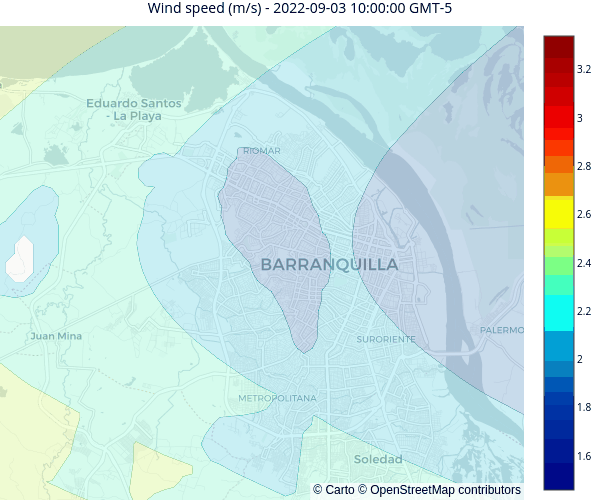 Wind speed (m/s) - 2022-09-03 10:00:00 GMT-5
Eduardo Santos
- La Playa
RIOMAR
BARRANQUILLA
Juan Mina
SURORIENTE
PALERMO
METROPOLITANA
Soledad
© Carto © OpenStreetMap contributors
3.2
3
2.8
2.6
2.4
2.2
2
1.8
1.6